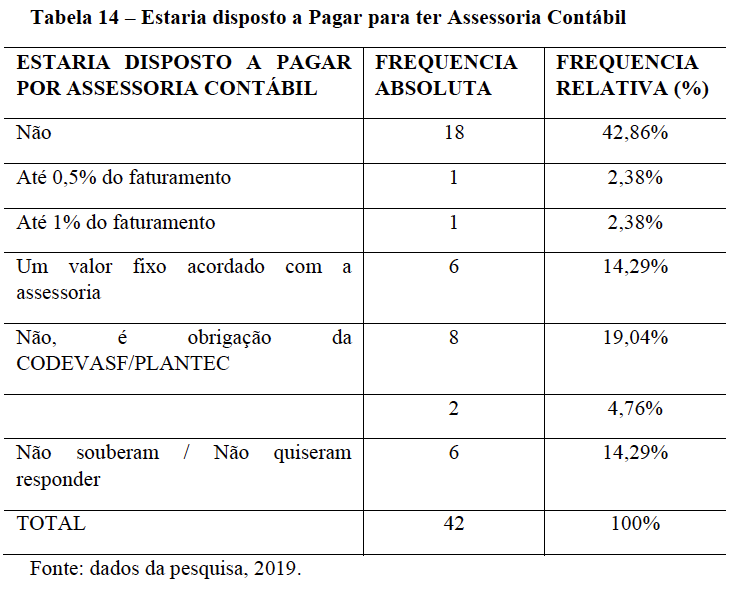 Tabela 14 – Estaria disposto a Pagar para ter Assessoria Contábil
ESTARIA DISPOSTO A PAGAR FREQUENCIA FREQUENCIA
POR ASSESSORIA CONTÁBIL ABSOLUTA RELATIVA (%)
Não 18 42,86%
Até 0,5% do faturamento 1 2,38%
Até 1% do faturamento 1 2,38%
Um valor fixo acordado com a 6 14,29%
assessoria
Não, é obrigação da 8 19,04%
CODEVASF/PLANTEC
2 4,76%
Não souberam / Não quiseram 6 14,29%
responder
TOTAL 42 100%
Fonte: dados da pesquisa, 2019.